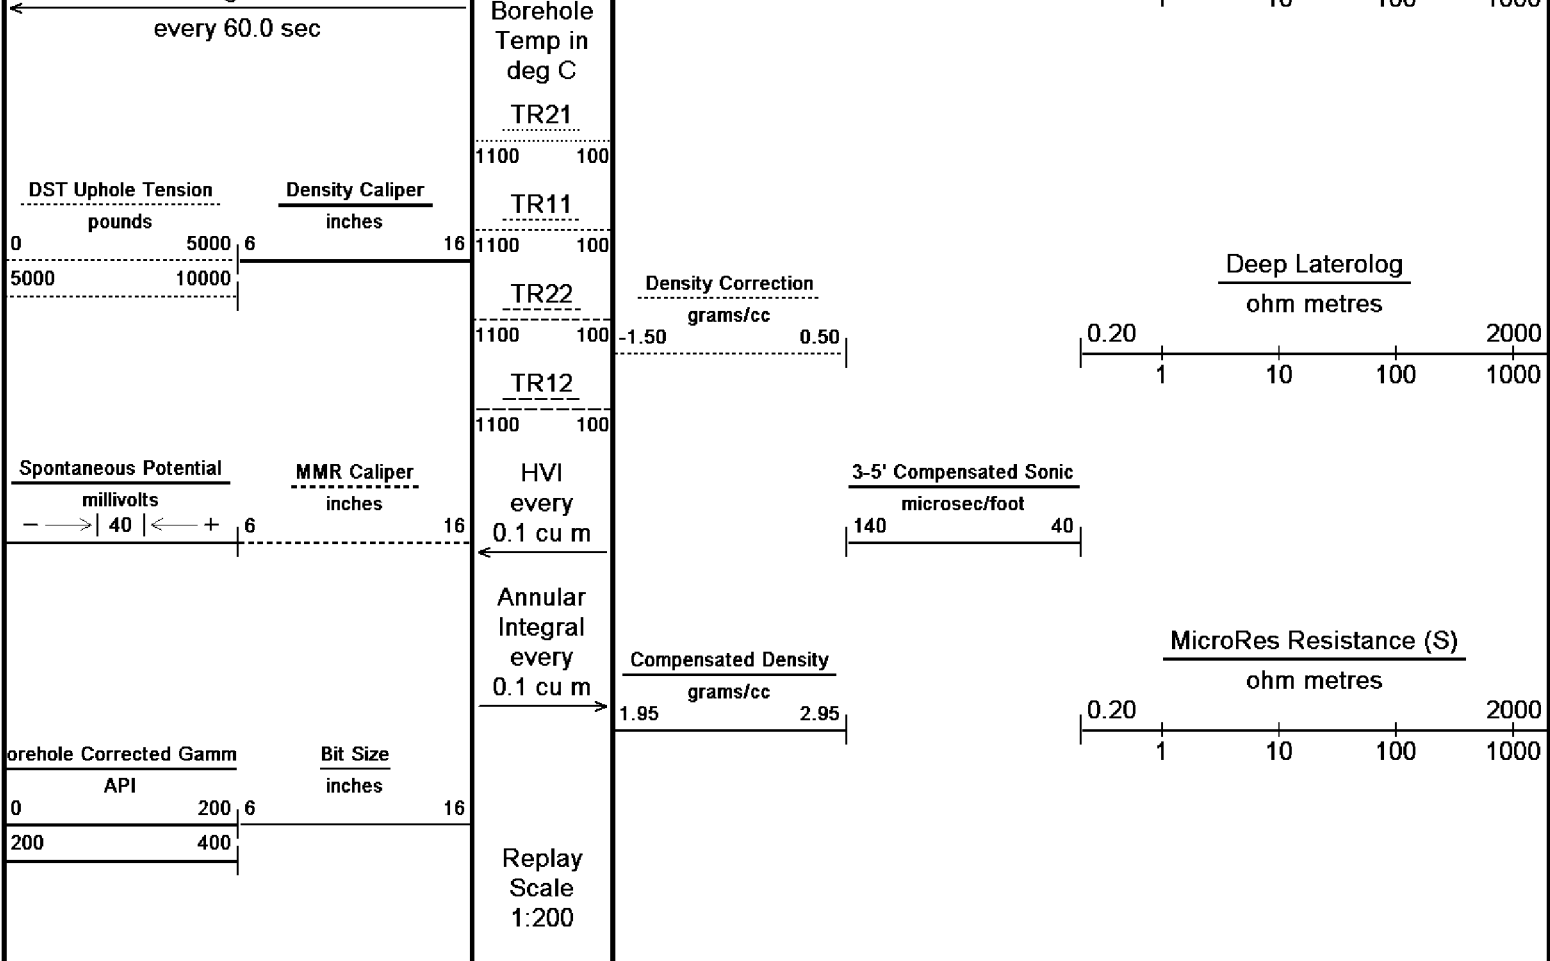 every 60.0 sec
Borehole
Temp in
deg C
TR21
1100 100
TR11
1100 100
TR22
1100 100
TR12
1100 100
HVI
every
0.1 cu m
Annular
Integral
every
0.1 cu m
Replay
Scale
1:200
DST Uphole Tension
pounds
0 5000
5000 10000
Density Caliper
inches
6 16
Spontaneous Potential
millivolts
− 40 +
MMR Caliper
inches
6 16
orehole Corrected Gamm
API
0 200
200 400
Bit Size
inches
6 16
Density Correction
grams/cc
-1.50 0.50
Compensated Density
grams/cc
1.95 2.95
3-5' Compensated Sonic
microsec/foot
140 40
1 10 100 1000
Deep Laterolog
ohm metres
0.20 2000
1 10 100 1000
MicroRes Resistance (S)
ohm metres
0.20 2000
1 10 100 1000